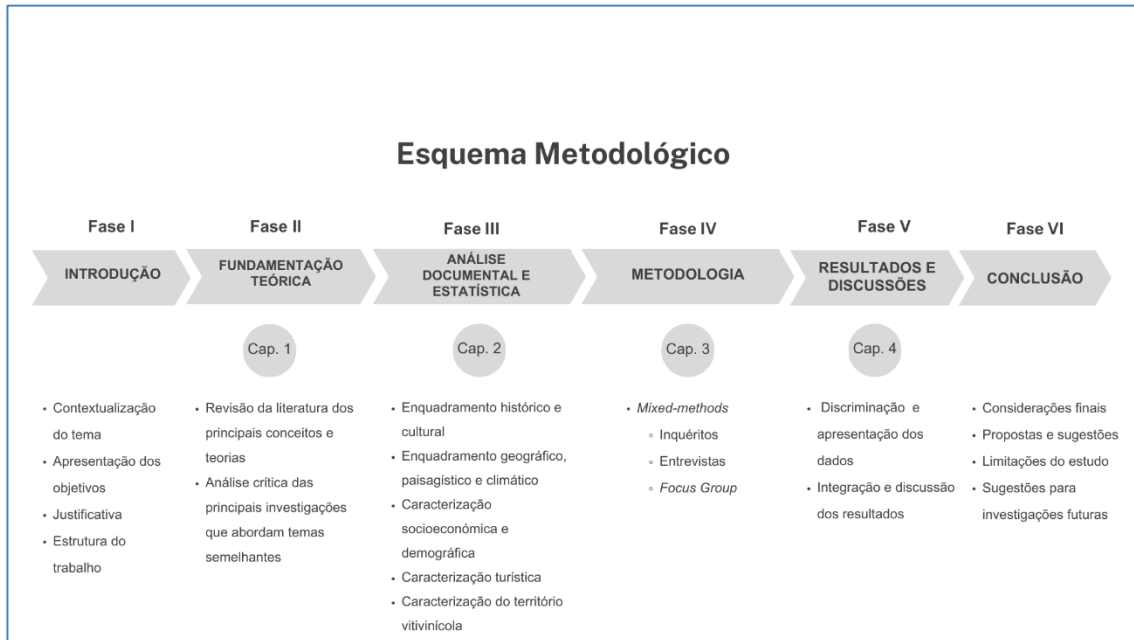 Esquema Metodológico
Fase I
INTRODUÇÃO
• Contextualização
do tema
• Apresentação dos
objetivos
• Justificativa
• Estrutura do
trabalho
Fase II
FUNDAMENTAÇÃO
TEÓRICA
Cap. 1
• Revisão da literatura dos
principais conceitos e
teorias
• Análise crítica das
principais investigações
que abordam temas
semelhantes
Fase III
ANÁLISE
DOCUMENTAL E
ESTATÍSTICA
Cap. 2
• Enquadramento histórico e
cultural
• Enquadramento geográfico,
paisagístico e climático
• Caracterização
socioeconómica e
demográfica
• Caracterização turística
• Caracterização do território
vitivinícola
Fase IV
METODOLOGIA
Cap. 3
• Mixed-methods
◦ Inquéritos
◦ Entrevistas
◦ Focus Group
Fase V
RESULTADOS E
DISCUSSÕES
Cap. 4
• Discriminação e
apresentação dos
dados
• Integração e discussão
dos resultados
Fase VI
CONCLUSÃO
• Considerações finais
• Propostas e sugestões
• Limitações do estudo
• Sugestões para
investigações futuras